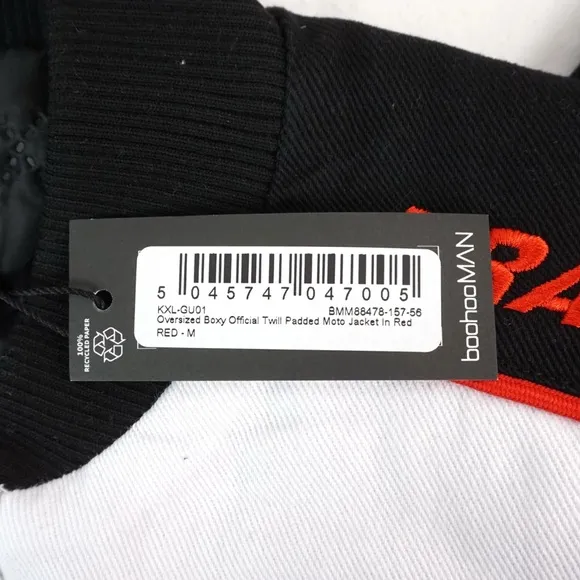 5 045747 047005
KXL-GU01 BMM88478-157-56
Oversized Boxy Official Twill Padded Moto Jacket In Red
RED - M
boohooMAN
100%
RECYCLED PAPER